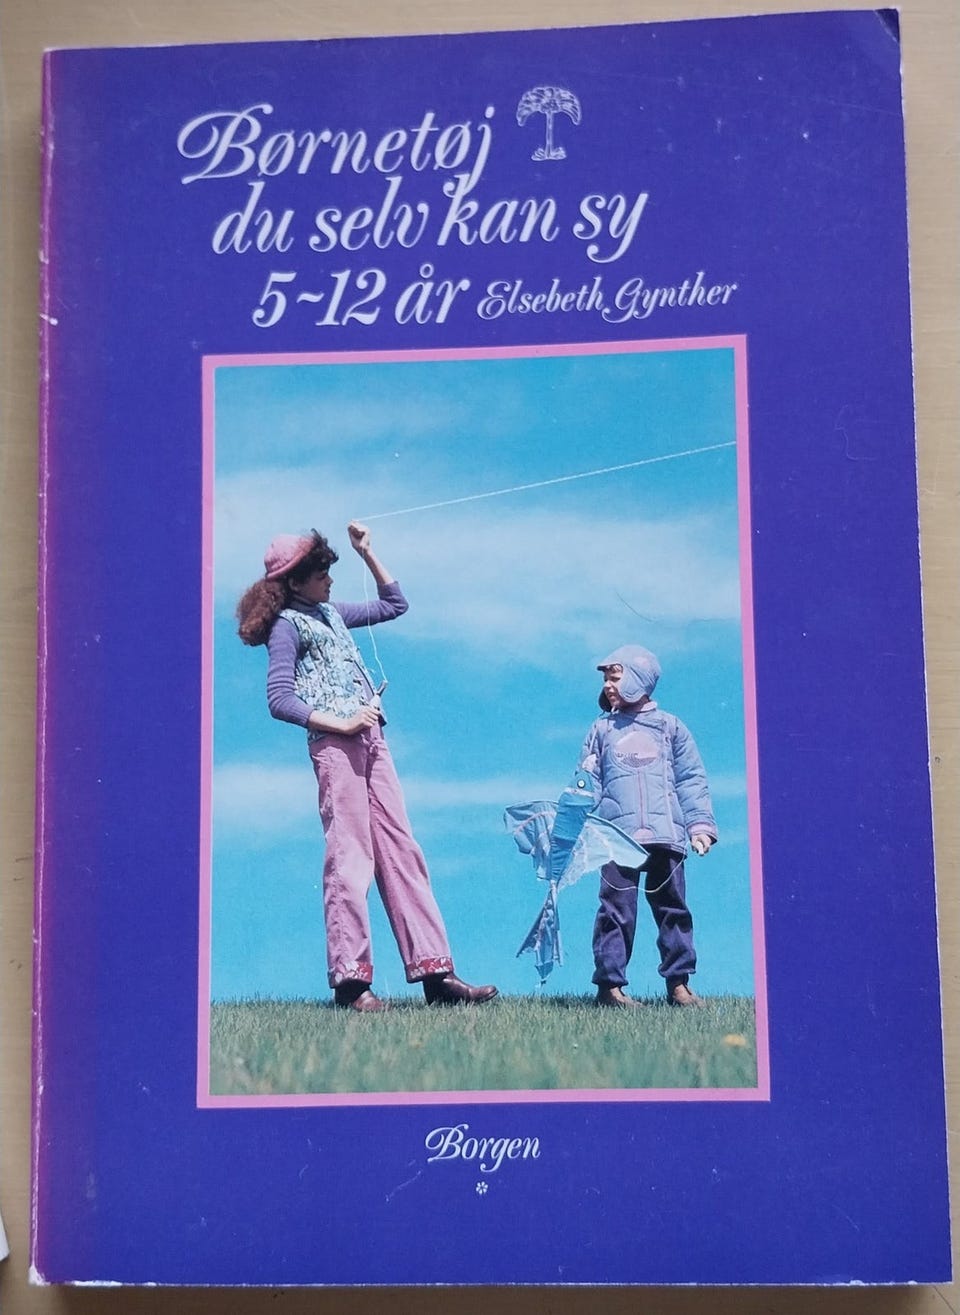 Børnetøj
du selv kan sy
5~12 år Elsebeth Gynther
Borgen